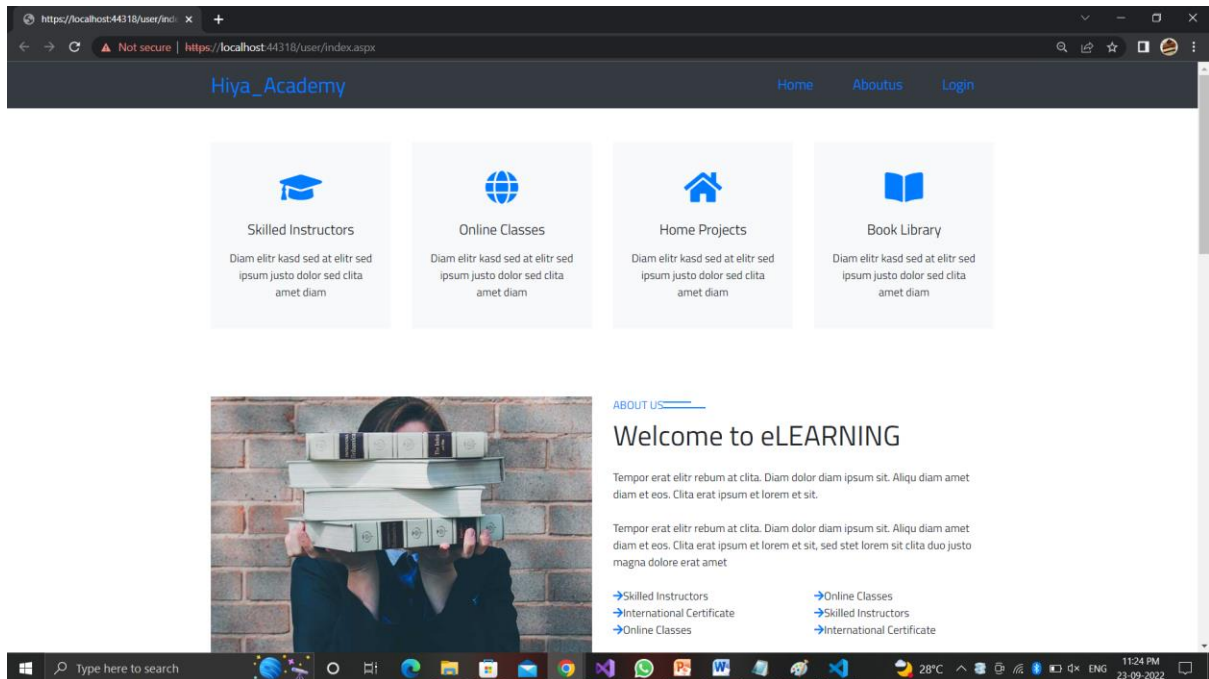 https://localhost:44318/user/inde
Not secure | https://localhost:44318/user/index.aspx
Hiya_Academy
Home Aboutus Login
Skilled Instructors
Diam elitr kasd sed at elitr sed
ipsum justo dolor sed clita
amet diam
Online Classes
Diam elitr kasd sed at elitr sed
ipsum justo dolor sed clita
amet diam
Home Projects
Diam elitr kasd sed at elitr sed
ipsum justo dolor sed clita
amet diam
Book Library
Diam elitr kasd sed at elitr sed
ipsum justo dolor sed clita
amet diam
ABOUT US
Welcome to eLEARNING
Tempor erat elitr rebum at clita. Diam dolor diam ipsum sit. Aliqu diam amet
diam et eos. Clita erat ipsum et lorem et sit.
Tempor erat elitr rebum at clita. Diam dolor diam ipsum sit. Aliqu diam amet
diam et eos. Clita erat ipsum et lorem et sit, sed stet lorem sit clita duo justo
magna dolore erat amet
Skilled Instructors
International Certificate
Online Classes
Online Classes
Skilled Instructors
International Certificate
Type here to search
28°C
ENG
11:24 PM
23-09-2022